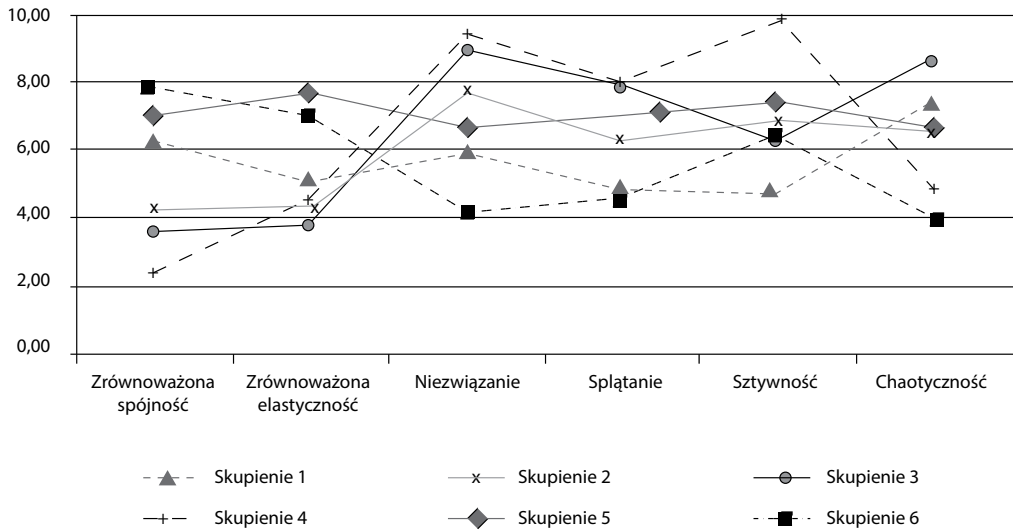 10,00
8,00
6,00
4,00
2,00
0,00
Zrównoważona
spójność
Zrównoważona
elastyczność
Niezwiązanie
Splątanie
Sztywność
Chaotyczność
Skupienie 1
Skupienie 2
Skupienie 3
Skupienie 4
Skupienie 5
Skupienie 6